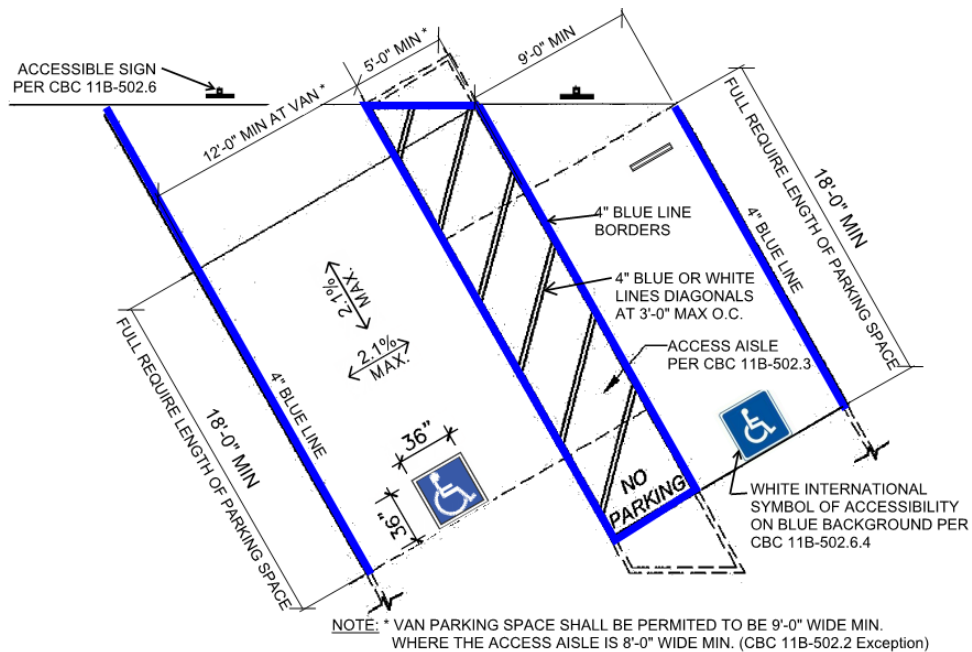 ACCESSIBLE SIGN
PER CBC 11B-502.6
5'-0" MIN *
9'-0" MIN
12'-0" MIN AT VAN *
FULL REQUIRE LENGTH OF PARKING SPACE
18'-0" MIN
4" BLUE LINE
4" BLUE LINE
BORDERS
4" BLUE OR WHITE
LINES DIAGONALS
AT 3'-0" MAX O.C.
2.1%
MAX
2.1%
MAX.
ACCESS AISLE
PER CBC 11B-502.3
4" BLUE LINE
18'-0" MIN
FULL REQUIRE LENGTH OF PARKING SPACE
36"
36"
NO
PARKING
WHITE INTERNATIONAL
SYMBOL OF ACCESSIBILITY
ON BLUE BACKGROUND PER
CBC 11B-502.6.4
NOTE: * VAN PARKING SPACE SHALL BE PERMITED TO BE 9'-0" WIDE MIN.
WHERE THE ACCESS AISLE IS 8'-0" WIDE MIN. (CBC 11B-502.2 Exception)